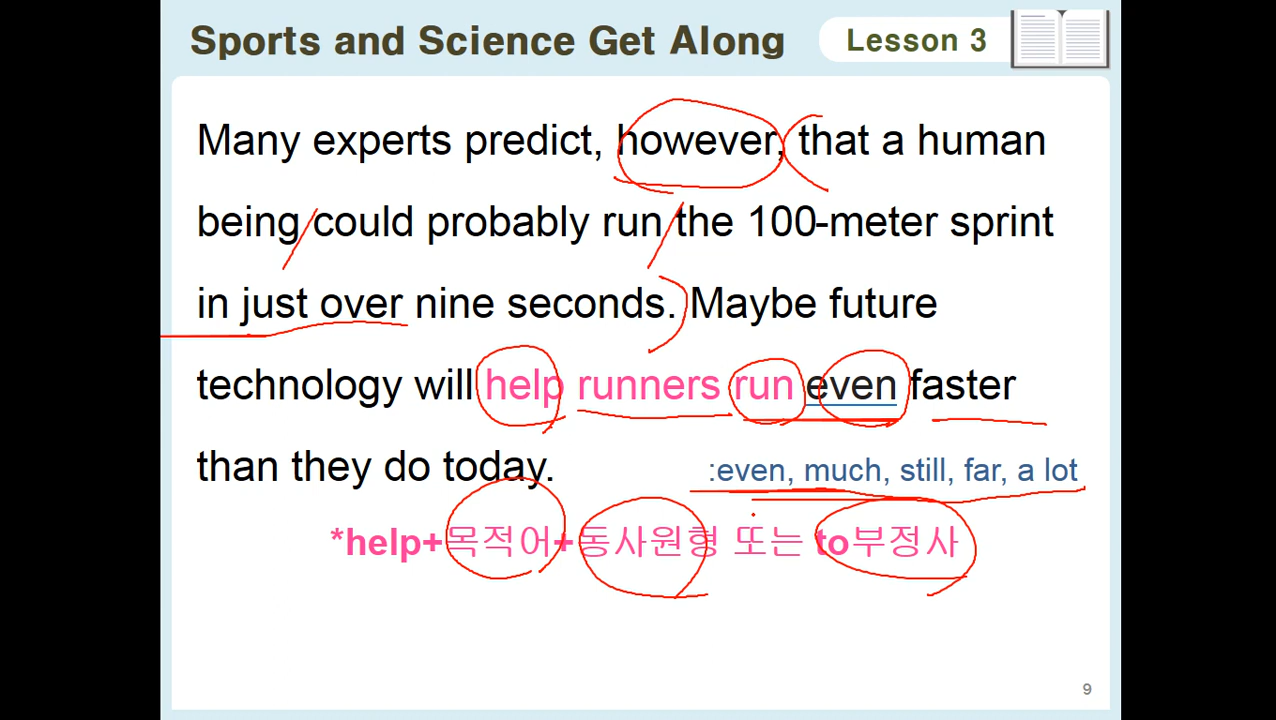 Sports and Science Get Along
Lesson 3
Many experts predict, however, that a human
being could probably run the 100-meter sprint
in just over nine seconds. Maybe future
technology will help runners run even faster
than they do today.
:even, much, still, far, a lot
*help+목적어+동사원형 또는 to부정사
9